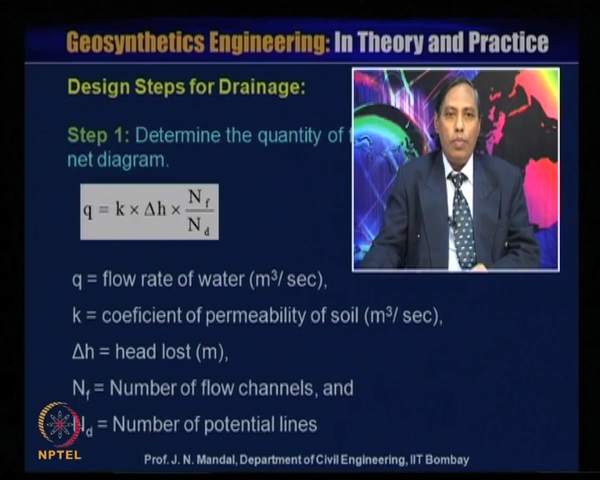 Geosynthetics Engineering: In Theory and Practice
Design Steps for Drainage:
Step 1: Determine the quantity of
net diagram.
q = k × Δh × N_f / N_d
q = flow rate of water (m³/ sec),
k = coeficient of permeability of soil (m³/ sec),
Δh = head lost (m),
N_f = Number of flow channels, and
N_d = Number of potential lines
NPTEL
Prof. J. N. Mandal, Department of Civil Engineering, IIT Bombay